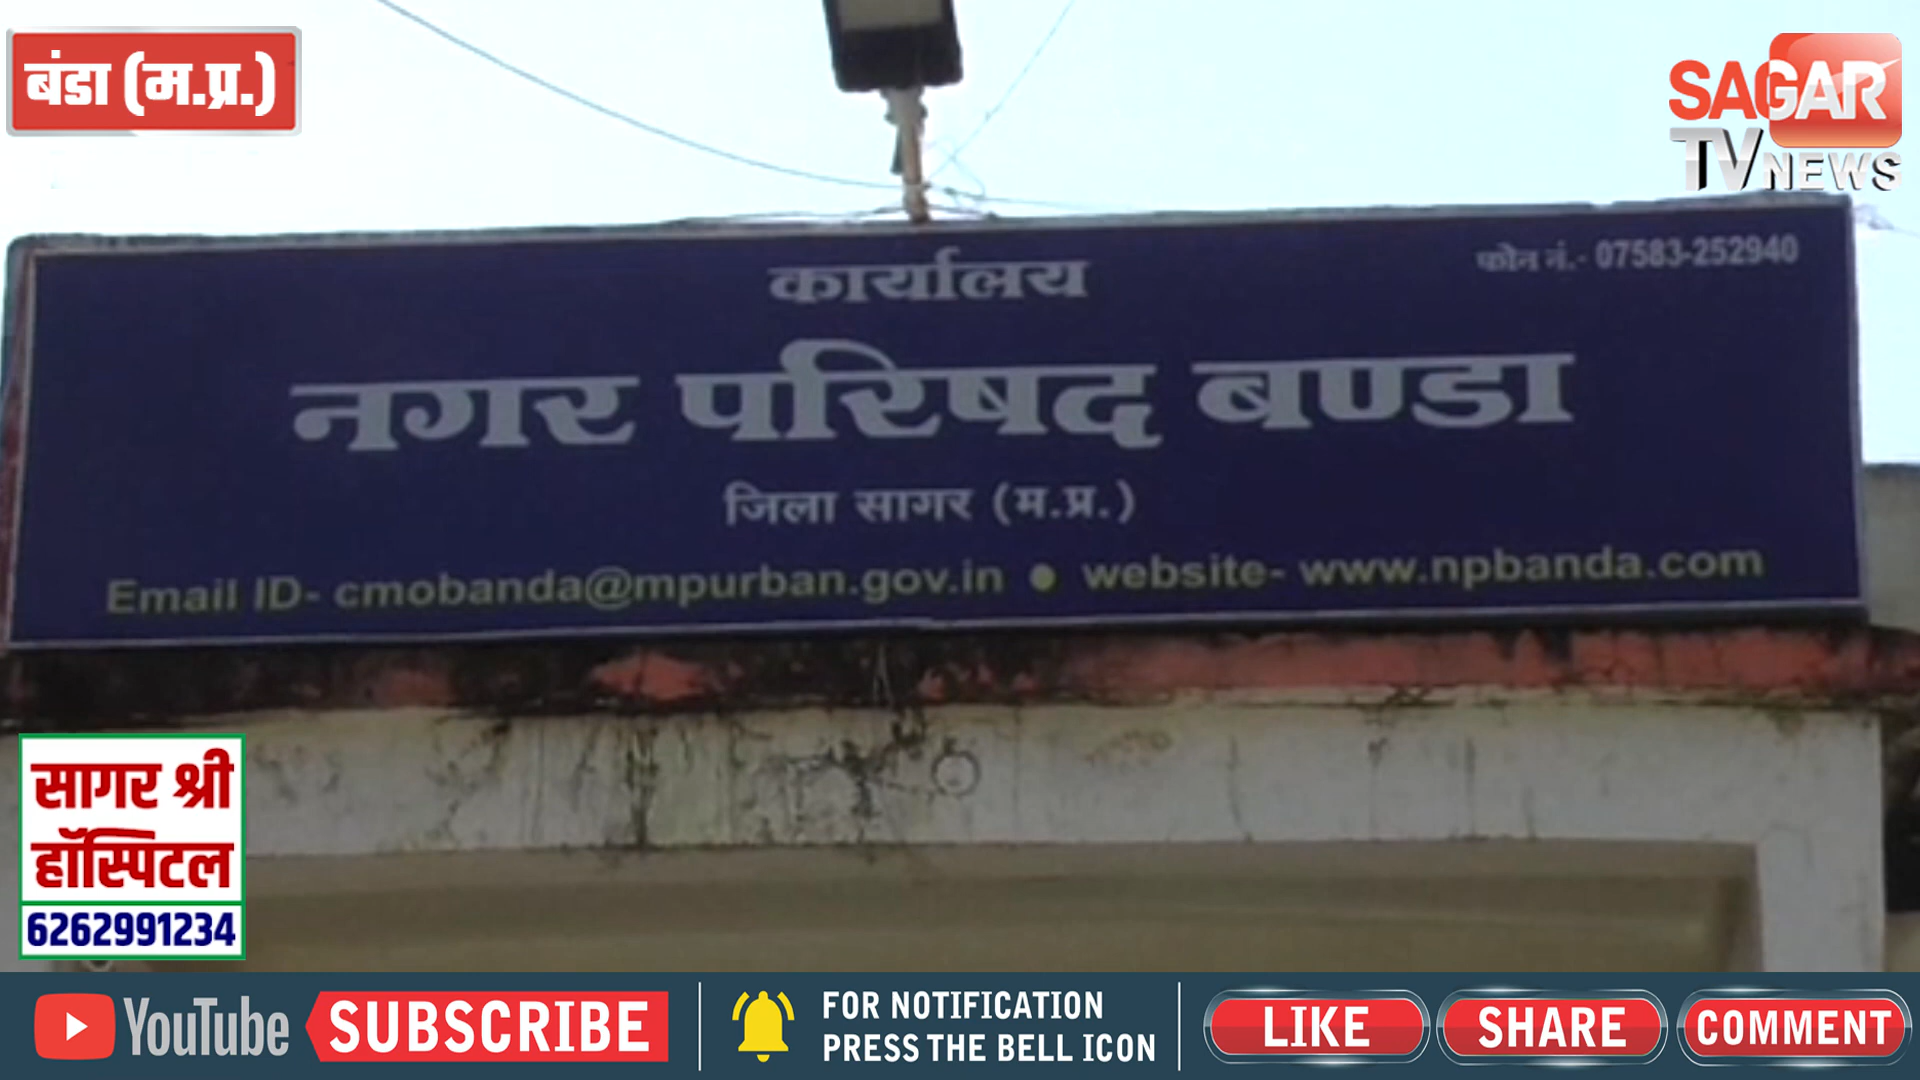 बंडा (म.प्र.)
SAGAR
TV NEWS
कार्यालय
फोन नं.- 07583-252940
नगर परिषद बण्डा
जिला सागर (म.प्र.)
Email ID- cmobanda@mpurban.gov.in ● website- www.npbanda.com
सागर श्री
हॉस्पिटल
6262991234
YouTube SUBSCRIBE
FOR NOTIFICATION
PRESS THE BELL ICON
LIKE SHARE COMMENT